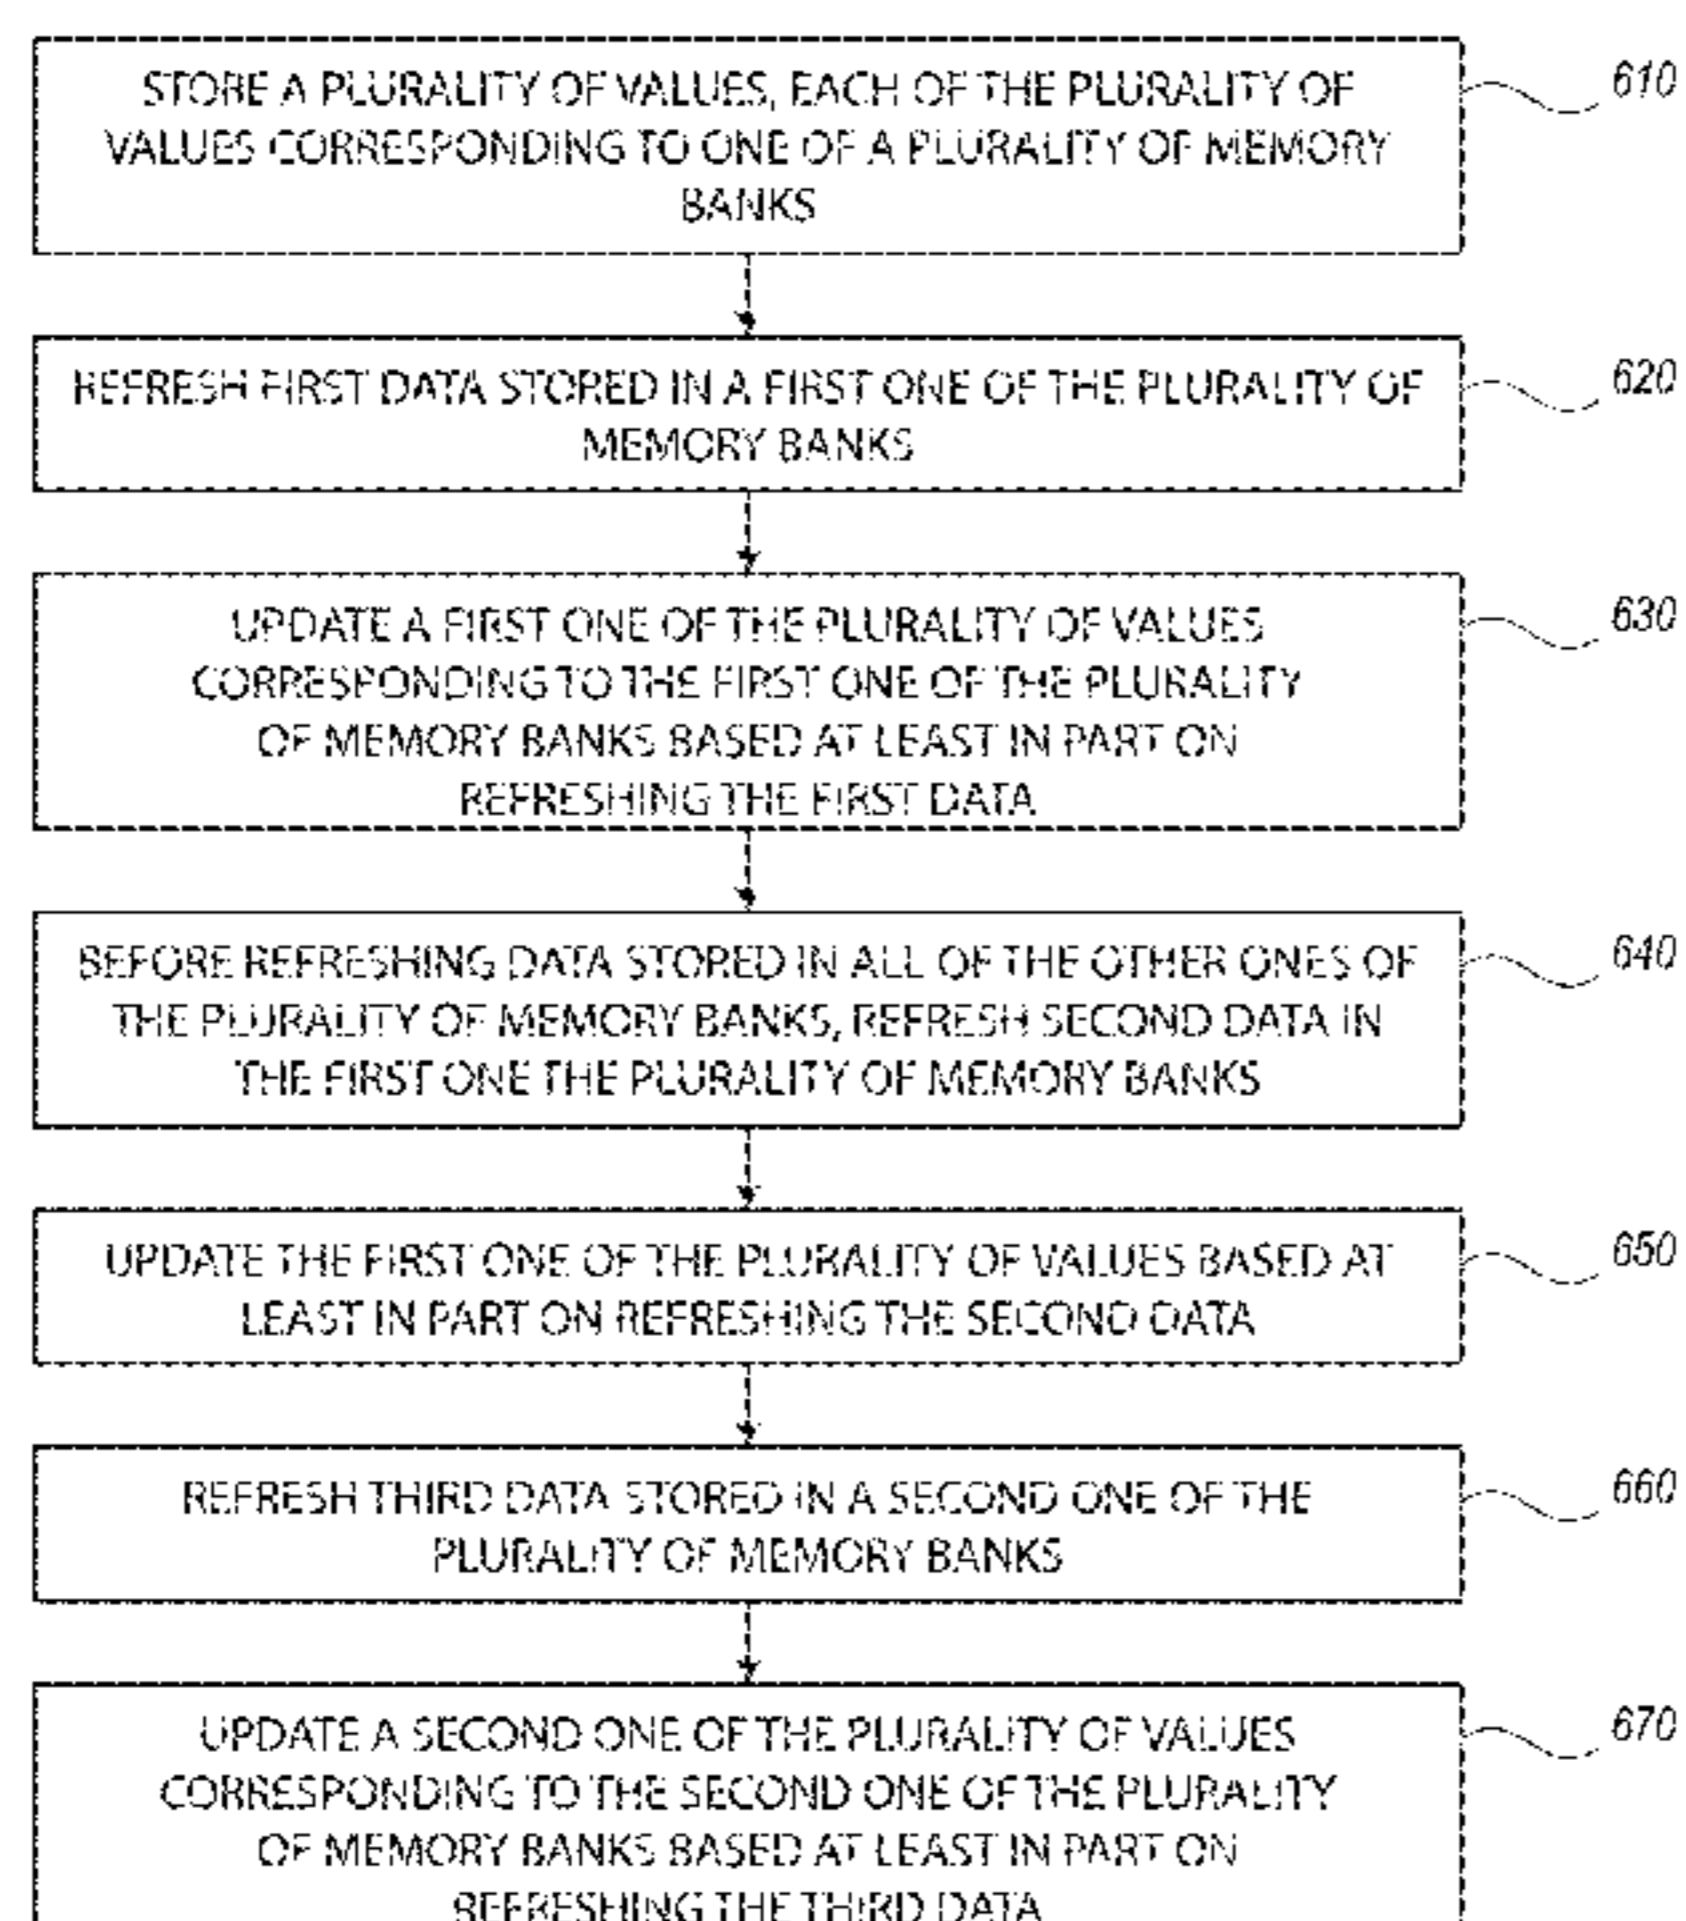 STORE A PLURALITY OF VALUES, EACH OF THE PLURALITY OF
VALUES CORRESPONDING TO ONE OF A PLURALITY OF MEMORY
BANKS
610
REFRESH FIRST DATA STORED IN A FIRST ONE OF THE PLURALITY OF
MEMORY BANKS
620
UPDATE A FIRST ONE OF THE PLURALITY OF VALUES
CORRESPONDING TO THE FIRST ONE OF THE PLURALITY
OF MEMORY BANKS BASED AT LEAST IN PART ON
REFRESHING THE FIRST DATA
630
BEFORE REFRESHING DATA STORED IN ALL OF THE OTHER ONES OF
THE PLURALITY OF MEMORY BANKS, REFRESH SECOND DATA IN
THE FIRST ONE THE PLURALITY OF MEMORY BANKS
640
UPDATE THE FIRST ONE OF THE PLURALITY OF VALUES BASED AT
LEAST IN PART ON REFRESHING THE SECOND DATA
650
REFRESH THIRD DATA STORED IN A SECOND ONE OF THE
PLURALITY OF MEMORY BANKS
660
UPDATE A SECOND ONE OF THE PLURALITY OF VALUES
CORRESPONDING TO THE SECOND ONE OF THE PLURALITY
OF MEMORY BANKS BASED AT LEAST IN PART ON
REFRESHING THE THIRD DATA
670